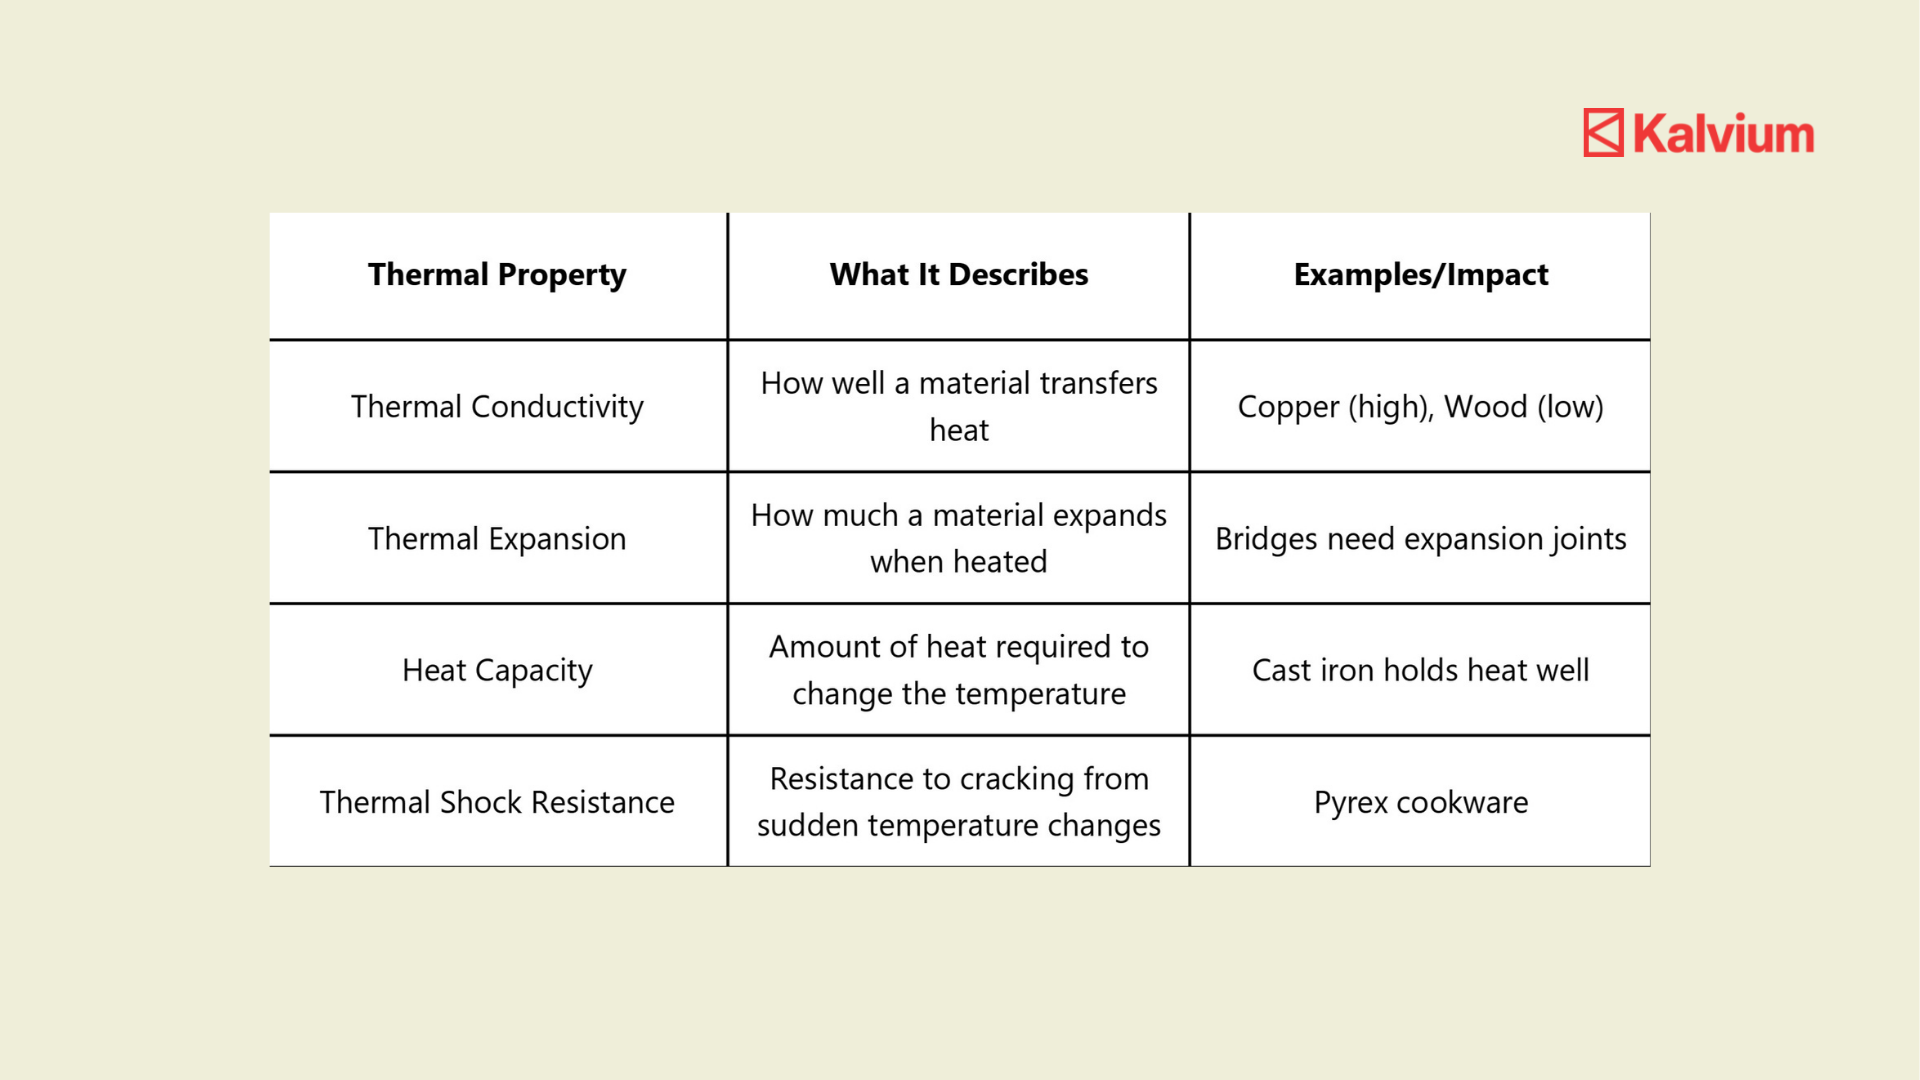 Kalvium
Thermal Property
What It Describes
Examples/Impact
Thermal Conductivity
How well a material transfers
heat
Copper (high), Wood (low)
Thermal Expansion
How much a material expands
when heated
Bridges need expansion joints
Heat Capacity
Amount of heat required to
change the temperature
Cast iron holds heat well
Thermal Shock Resistance
Resistance to cracking from
sudden temperature changes
Pyrex cookware